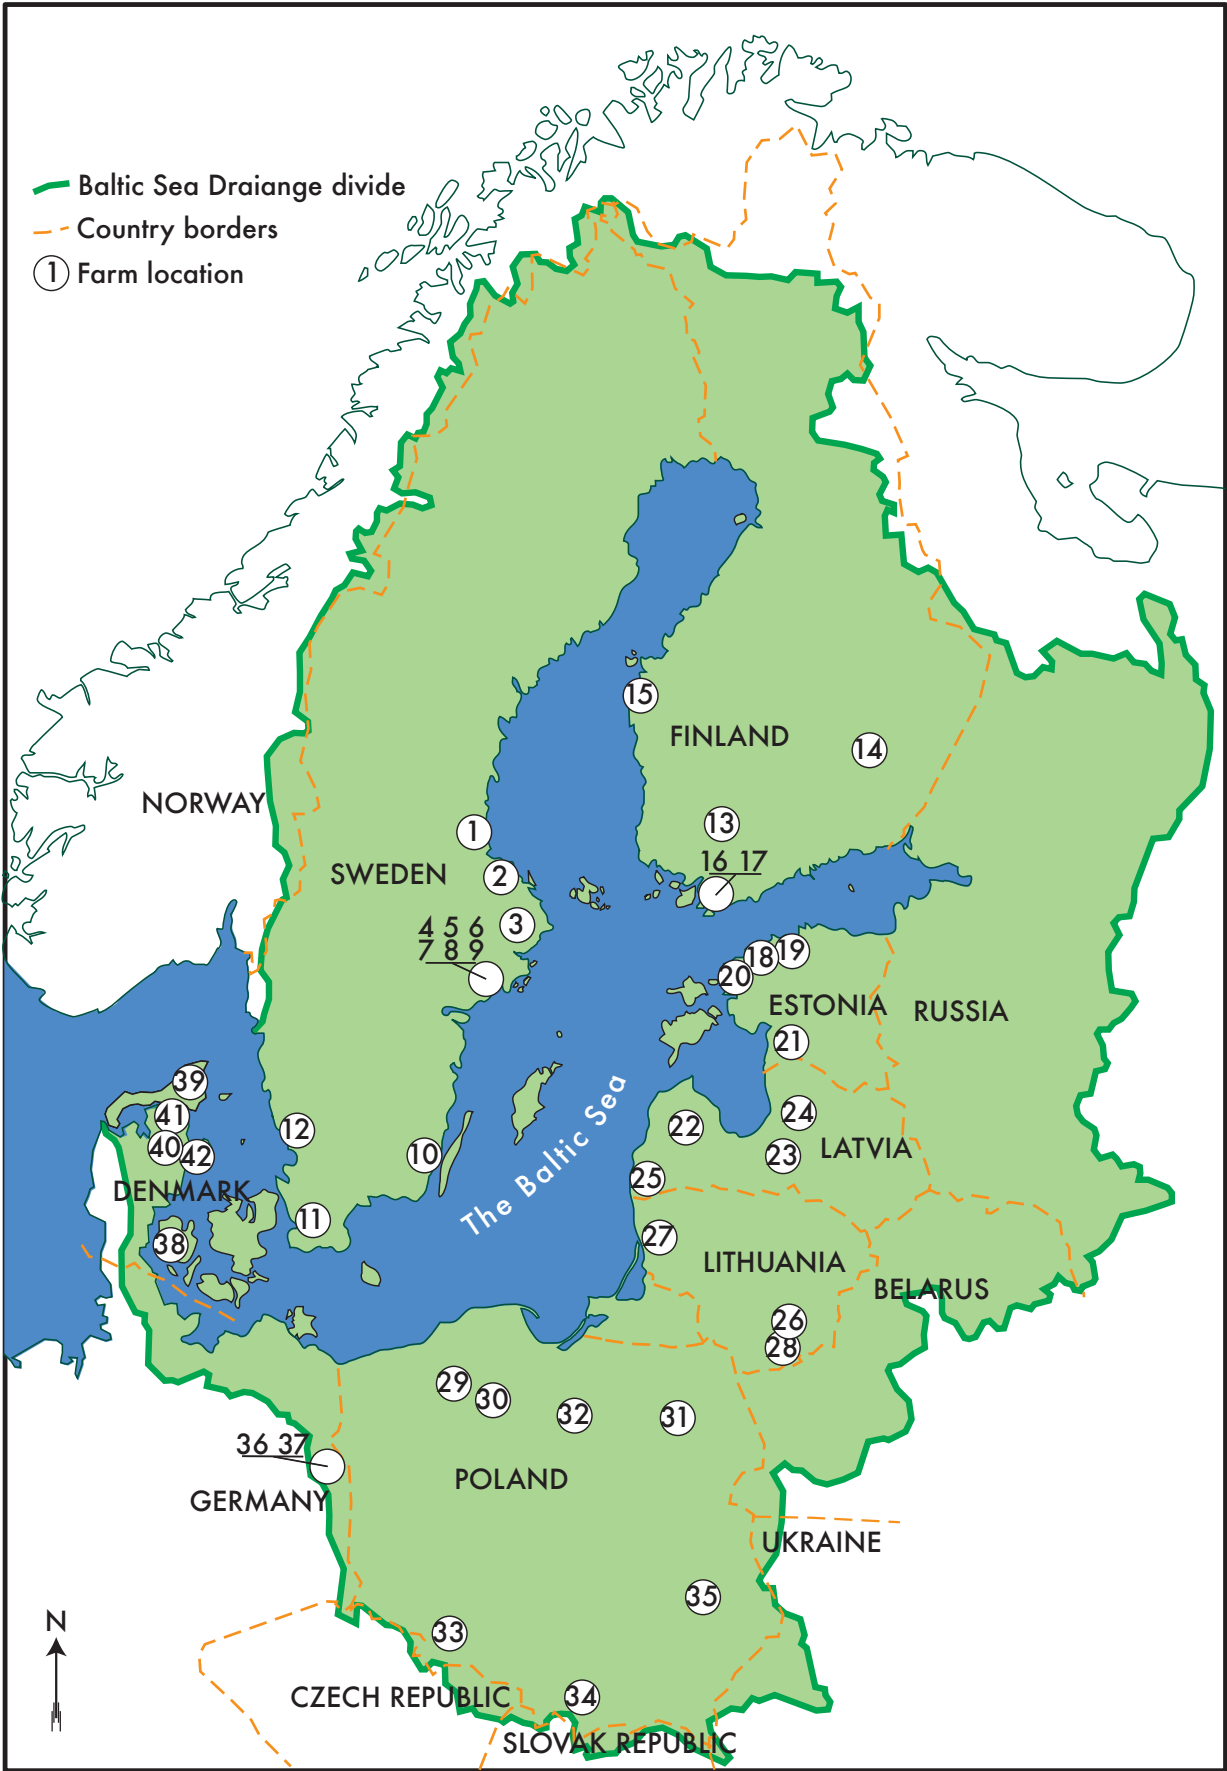 Baltic Sea Draiange divide
Country borders
1 Farm location
15
FINLAND
14
NORWAY
1
13
16 17
SWEDEN
2
3
4 5 6
7 8 9
19
18
20
ESTONIA
RUSSIA
21
39
41
40
42
12
10
22
24
23
LATVIA
25
DENMARK
The Baltic Sea
11
38
27
LITHUANIA
BELARUS
26
28
29
30
32
31
36 37
POLAND
GERMANY
UKRAINE
35
33
N
34
CZECH REPUBLIC
SLOVAK REPUBLIC